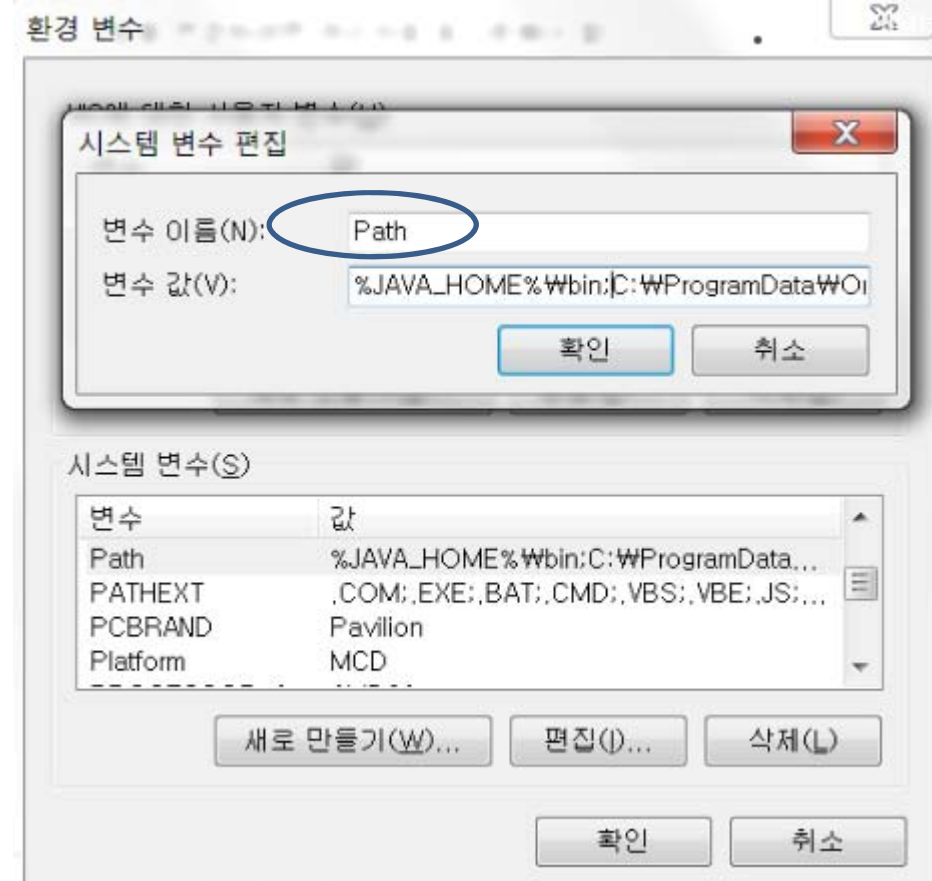 환경 변수
시스템 변수 편집
변수 이름(N): Path
변수 값(V): %JAVA_HOME%₩bin;C:₩ProgramData₩Or
확인 취소
시스템 변수(S)
변수 값
Path %JAVA_HOME%₩bin;C:₩ProgramData...
PATHEXT .COM;.EXE;.BAT;.CMD;.VBS;.VBE;.JS;...
PCBRAND Pavilion
Platform MCD
새로 만들기(W)... 편집(I)... 삭제(L)
확인 취소